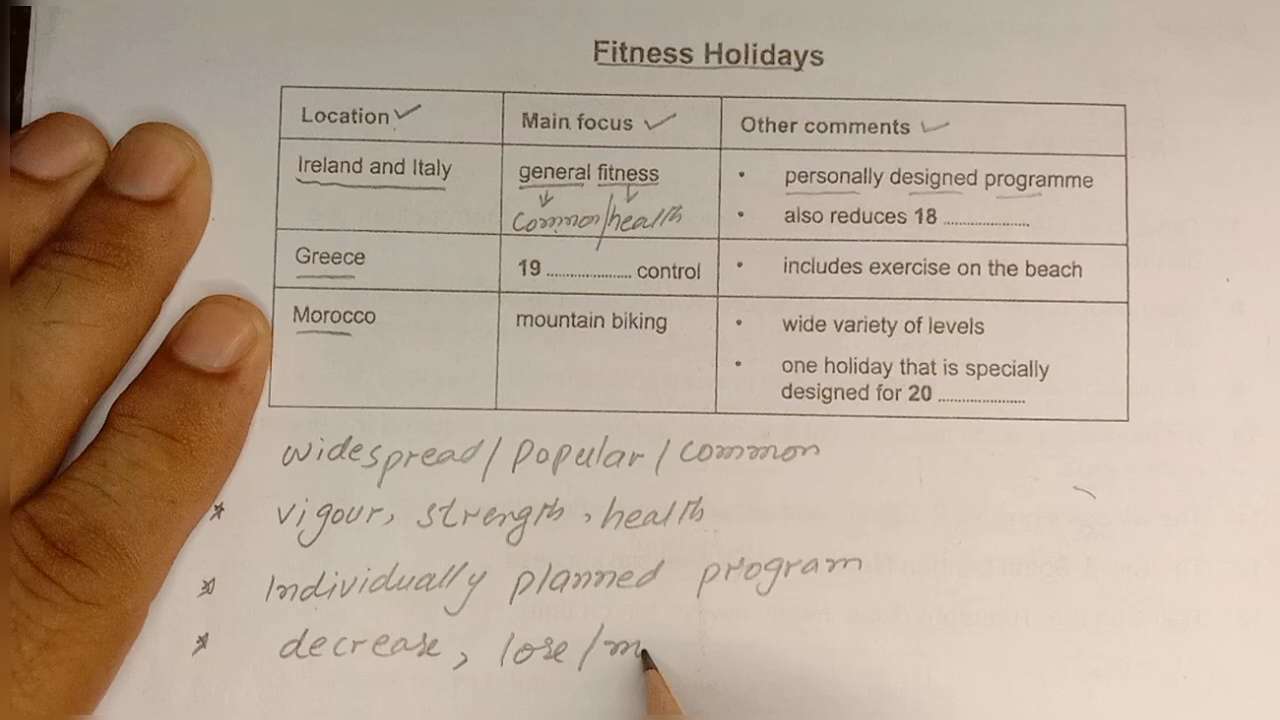 Fitness Holidays
Location Main focus Other comments
Ireland and Italy general fitness • personally designed programme
common/health • also reduces 18 ......................
Greece 19 ...................... control • includes exercise on the beach
Morocco mountain biking • wide variety of levels
• one holiday that is specially
designed for 20 ......................
widespread / popular / common
* vigour, strength, health
* Individually planned program
* decrease, lose / m